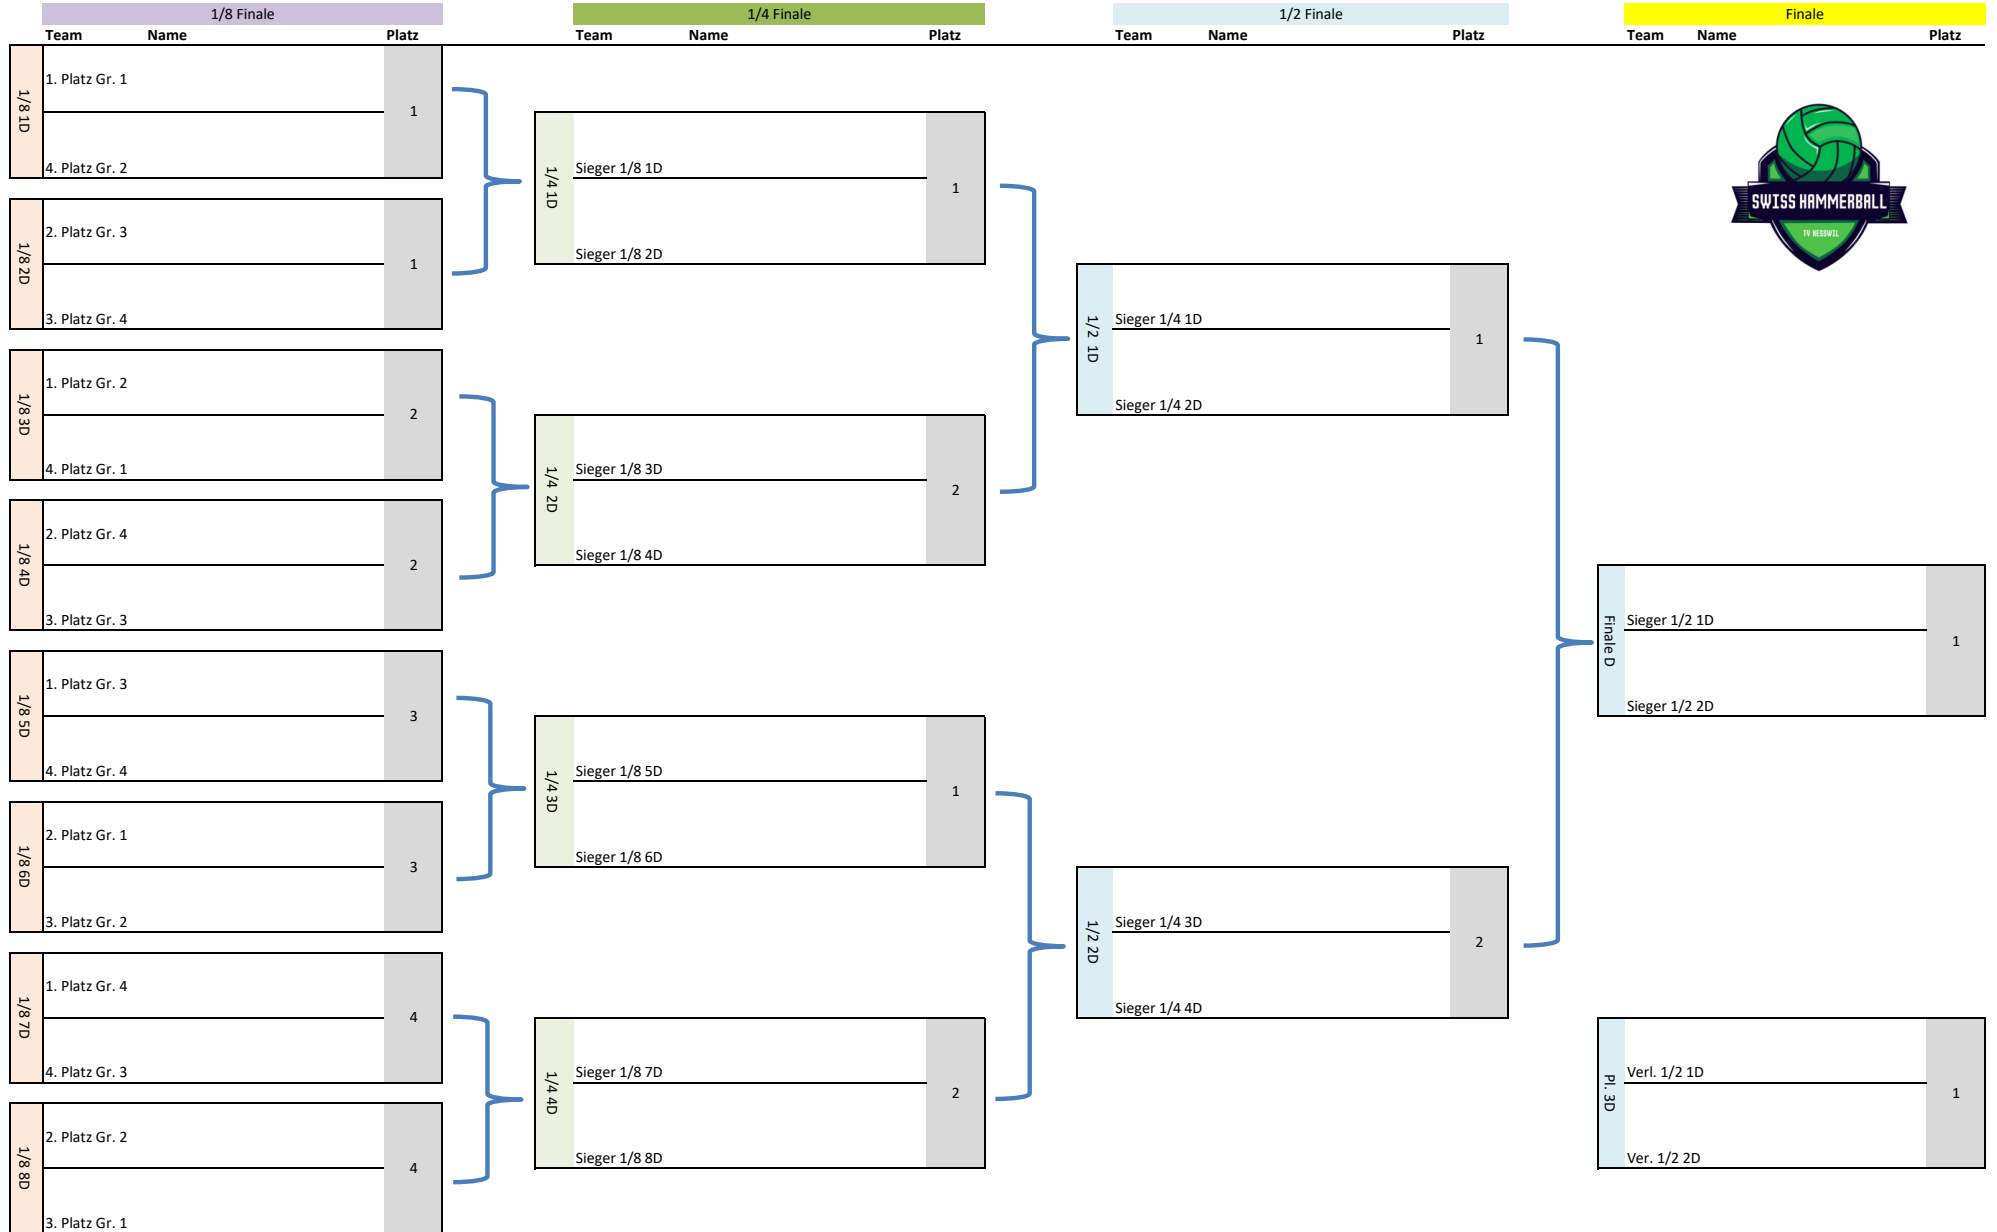 1/8 Finale
Team Name Platz
1/8 1D
1. Platz Gr. 1
1
4. Platz Gr. 2
1/8 2D
2. Platz Gr. 3
1
3. Platz Gr. 4
1/8 3D
1. Platz Gr. 2
2
4. Platz Gr. 1
1/8 4D
2. Platz Gr. 4
2
3. Platz Gr. 3
1/8 5D
1. Platz Gr. 3
3
4. Platz Gr. 4
1/8 6D
2. Platz Gr. 1
3
3. Platz Gr. 2
1/8 7D
1. Platz Gr. 4
4
4. Platz Gr. 3
1/8 8D
2. Platz Gr. 2
4
3. Platz Gr. 1
1/4 Finale
Team Name Platz
1/4 1D
Sieger 1/8 1D
1
Sieger 1/8 2D
1/4 2D
Sieger 1/8 3D
2
Sieger 1/8 4D
1/4 3D
Sieger 1/8 5D
1
Sieger 1/8 6D
1/4 4D
Sieger 1/8 7D
2
Sieger 1/8 8D
1/2 Finale
Team Name Platz
1/2 1D
Sieger 1/4 1D
1
Sieger 1/4 2D
1/2 2D
Sieger 1/4 3D
2
Sieger 1/4 4D
Finale
Team Name Platz
SWISS HAMMERBALL
TV KESSWIL
Finale D
Sieger 1/2 1D
1
Sieger 1/2 2D
Pl. 3D
Verl. 1/2 1D
1
Ver. 1/2 2D